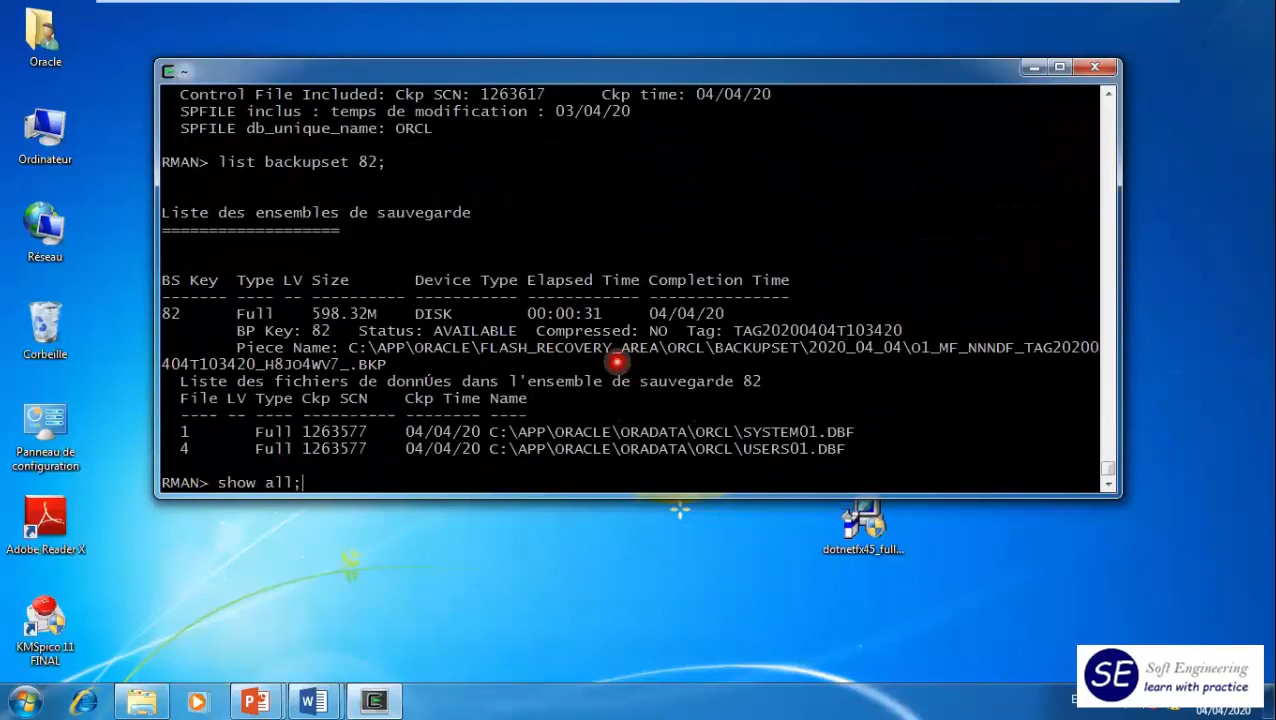 Oracle
Ordinateur
Réseau
Corbeille
Panneau de
configuration
Adobe Reader X
KMSpico 11
FINAL
~
Control File Included: Ckp SCN: 1263617      Ckp time: 04/04/20
SPFILE inclus : temps de modification : 03/04/20
SPFILE db_unique_name: ORCL
RMAN> list backupset 82;
Liste des ensembles de sauvegarde
===================
BS Key  Type LV Size       Device Type Elapsed Time Completion Time
------- ---- -- ---------- ----------- ------------ ---------------
82      Full    598.32M    DISK        00:00:31     04/04/20
BP Key: 82   Status: AVAILABLE  Compressed: NO  Tag: TAG20200404T103420
Piece Name: C:\APP\ORACLE\FLASH_RECOVERY_AREA\ORCL\BACKUPSET\2020_04_04\O1_MF_NNNDF_TAG20200
404T103420_H8JO4WV7_.BKP
Liste des fichiers de donnÚes dans l'ensemble de sauvegarde 82
File LV Type Ckp SCN    Ckp Time Name
---- -- ---- ---------- -------- ----
1       Full 1263577    04/04/20 C:\APP\ORACLE\ORADATA\ORCL\SYSTEM01.DBF
4       Full 1263577    04/04/20 C:\APP\ORACLE\ORADATA\ORCL\USERS01.DBF
RMAN> show all;
dotnetfx45_full...
SE Soft Engineering
learn with practice
04/04/2020